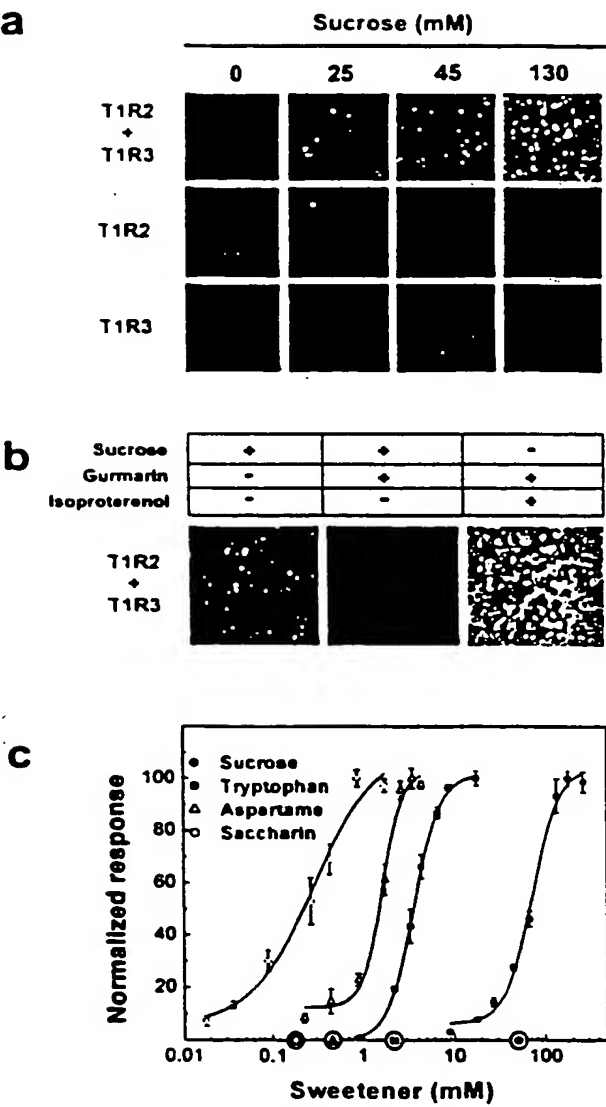 a
Sucrose (mM)
0 25 45 130
T1R2
+
T1R3
T1R2
T1R3
b
Sucrose + + -
Gurmarin - + +
Isoproterenol - - +
T1R2
+
T1R3
c
Normalized response
100
80
60
40
20
Sucrose
Tryptophan
Aspartame
Saccharin
0.01 0.1 1 10 100
Sweetener (mM)